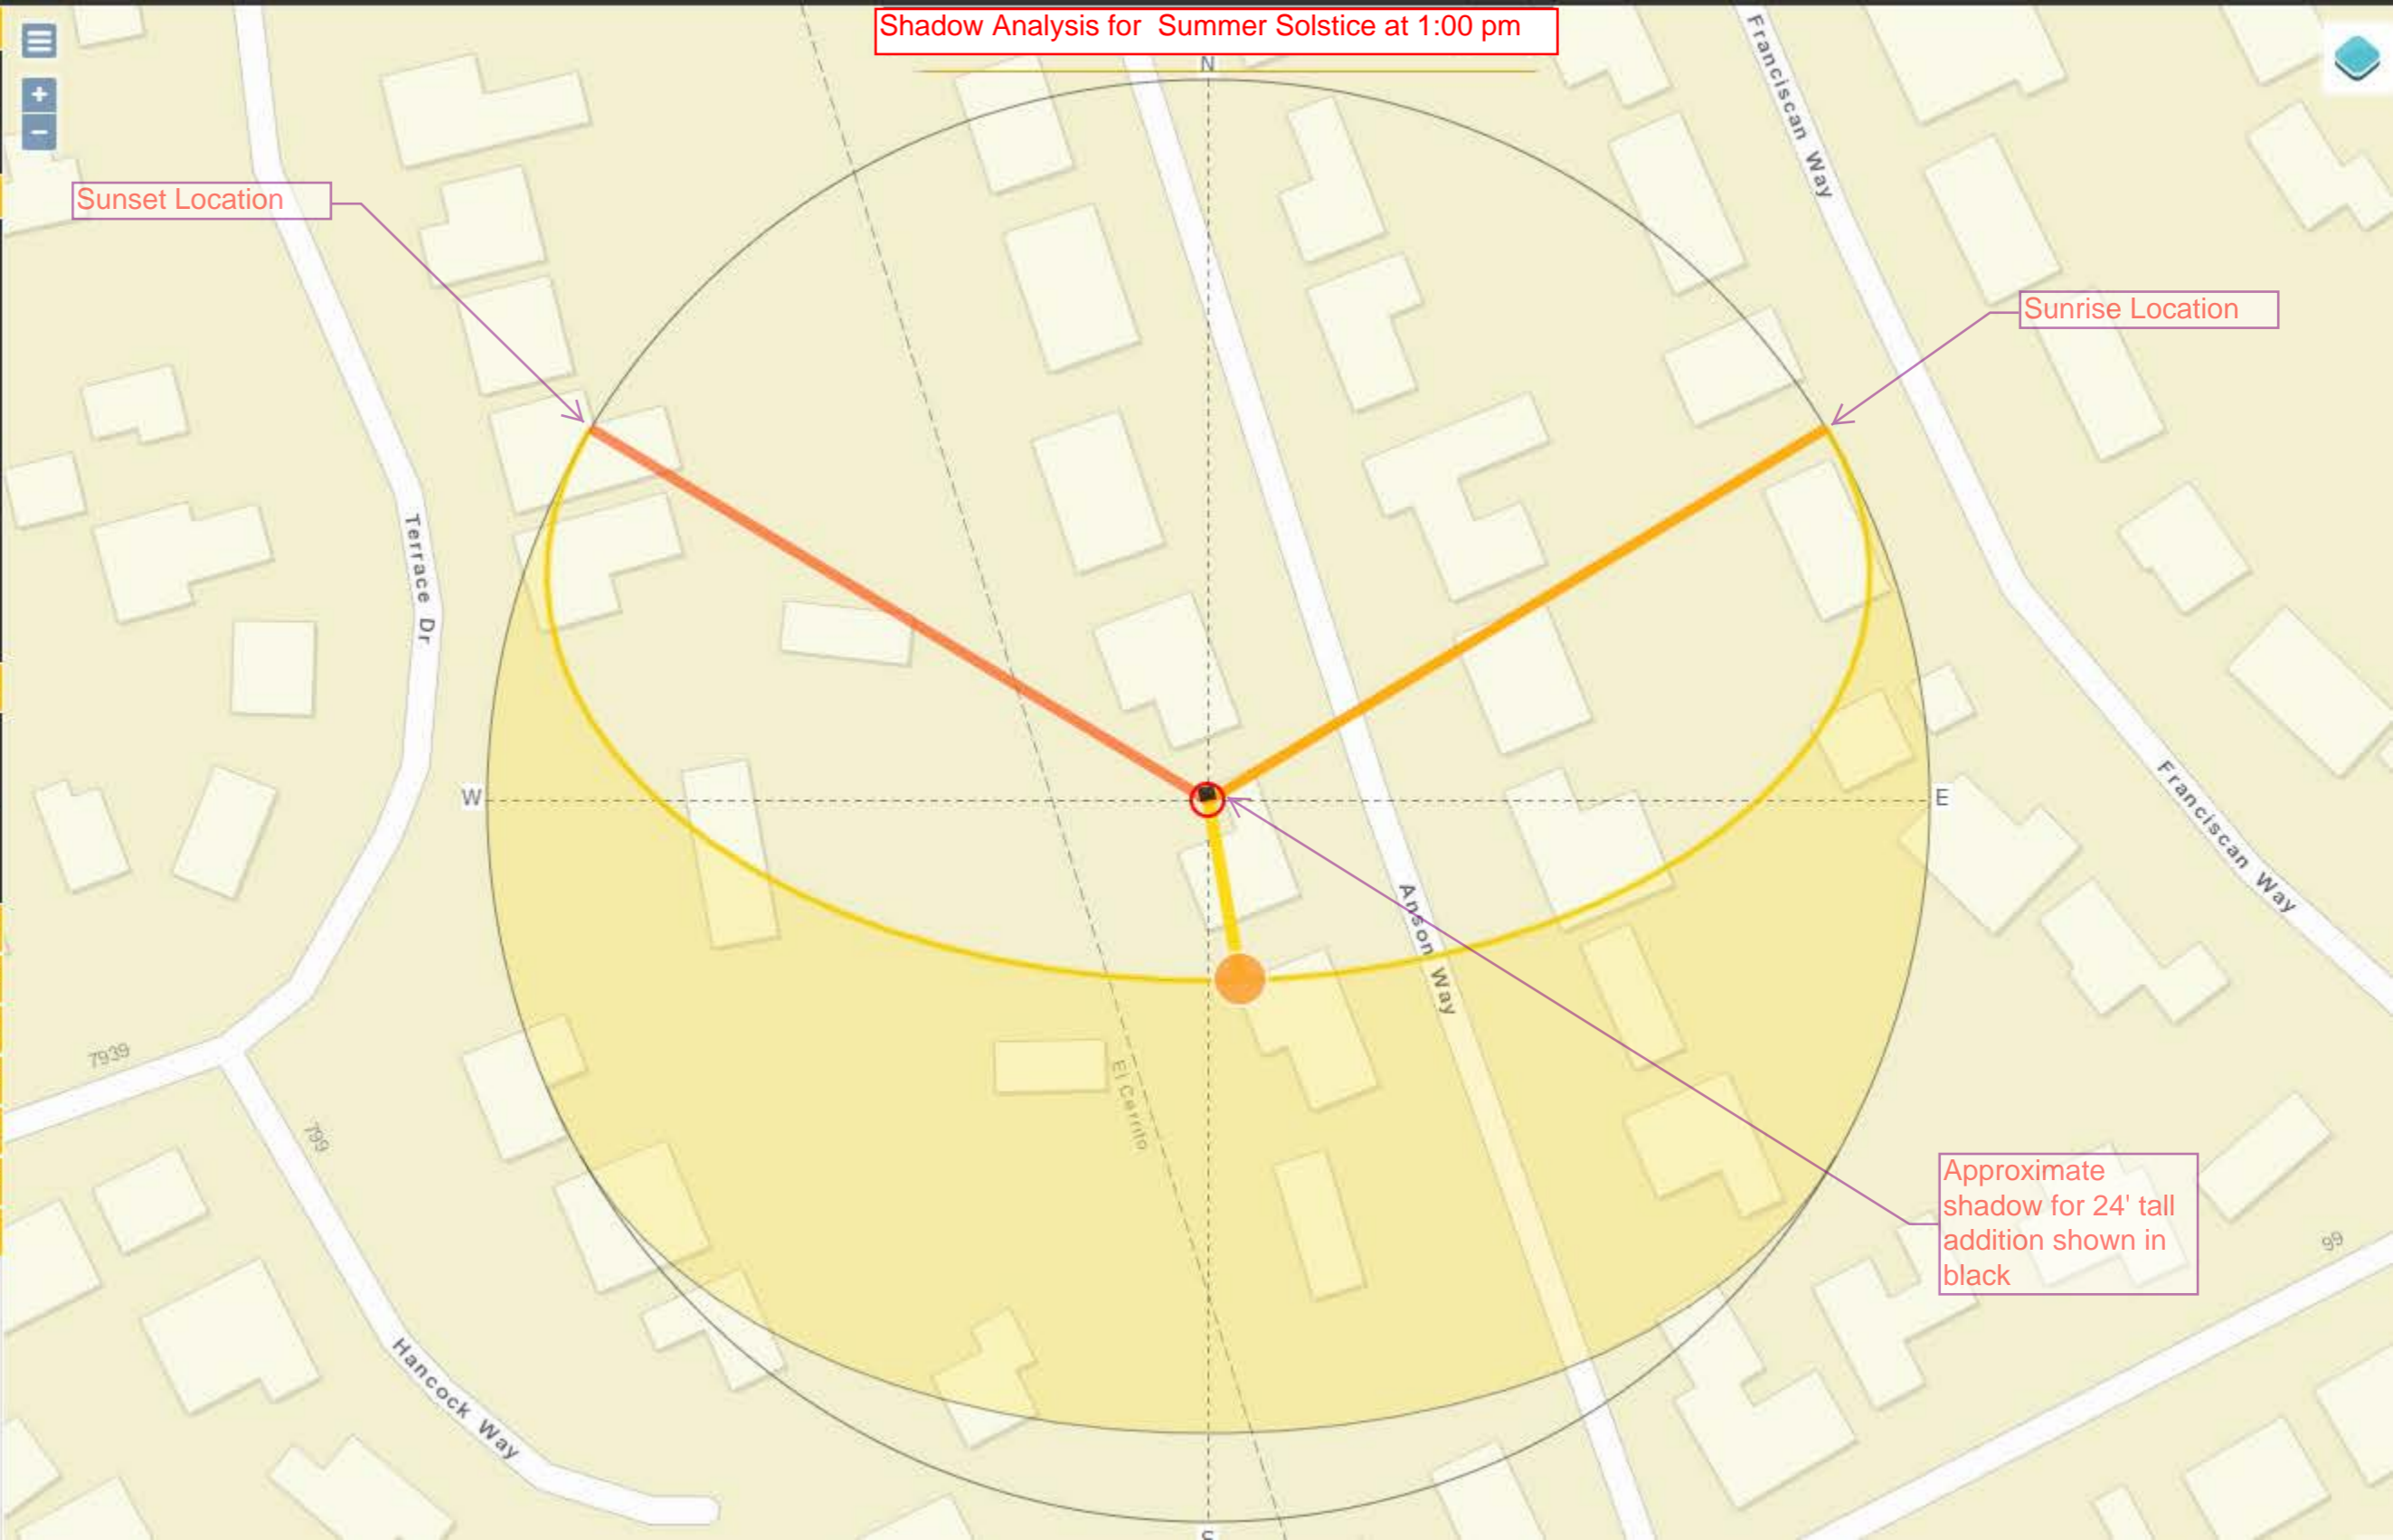 Shadow Analysis for  Summer Solstice at 1:00 pm
N
Franciscan Way
Sunset Location
Sunrise Location
Terrace Dr
W
E
Franciscan Way
Anson Way
7939
El Cerrito
799
Approximate
shadow for 24' tall
addition shown in
black
99
Hancock Way
S